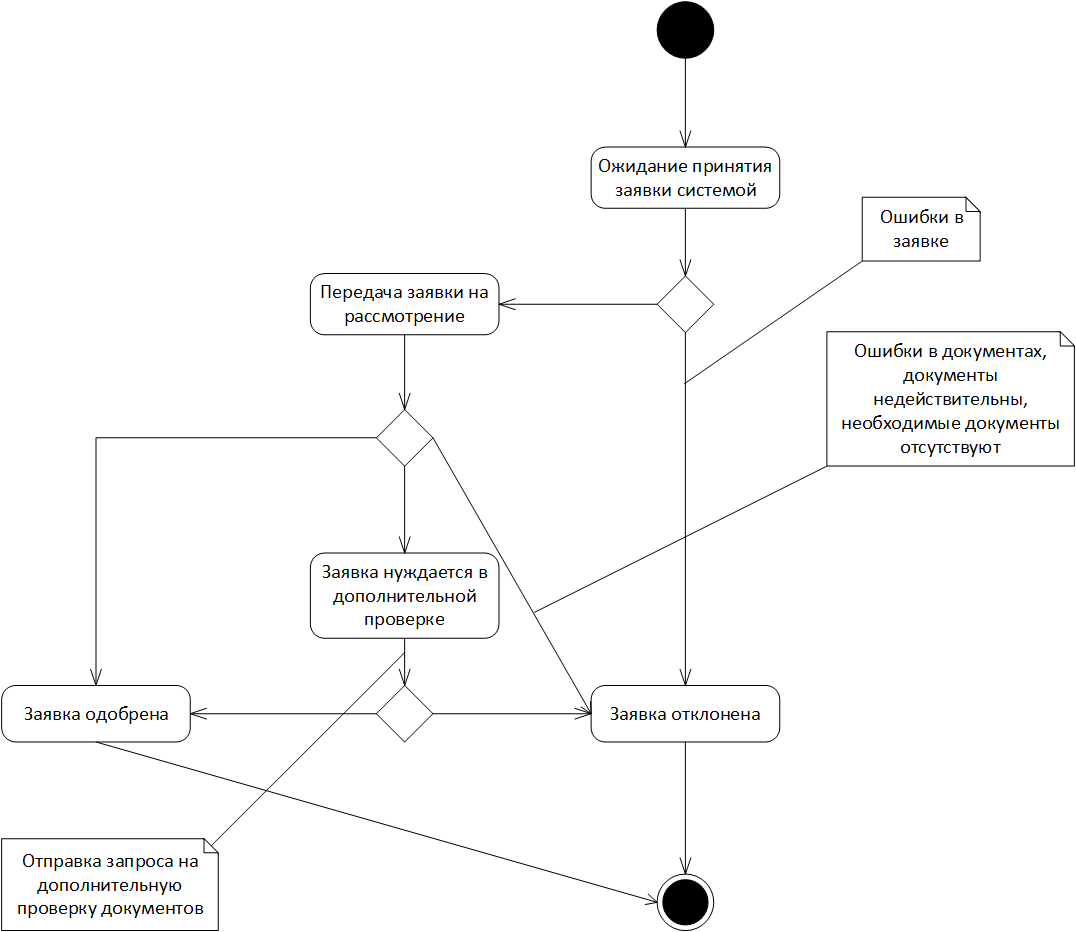 Ожидание принятия
заявки системой
Ошибки в
заявке
Передача заявки на
рассмотрение
Ошибки в документах,
документы
недействительны,
необходимые документы
отсутствуют
Заявка нуждается в
дополнительной
проверке
Заявка одобрена
Заявка отклонена
Отправка запроса на
дополнительную
проверку документов